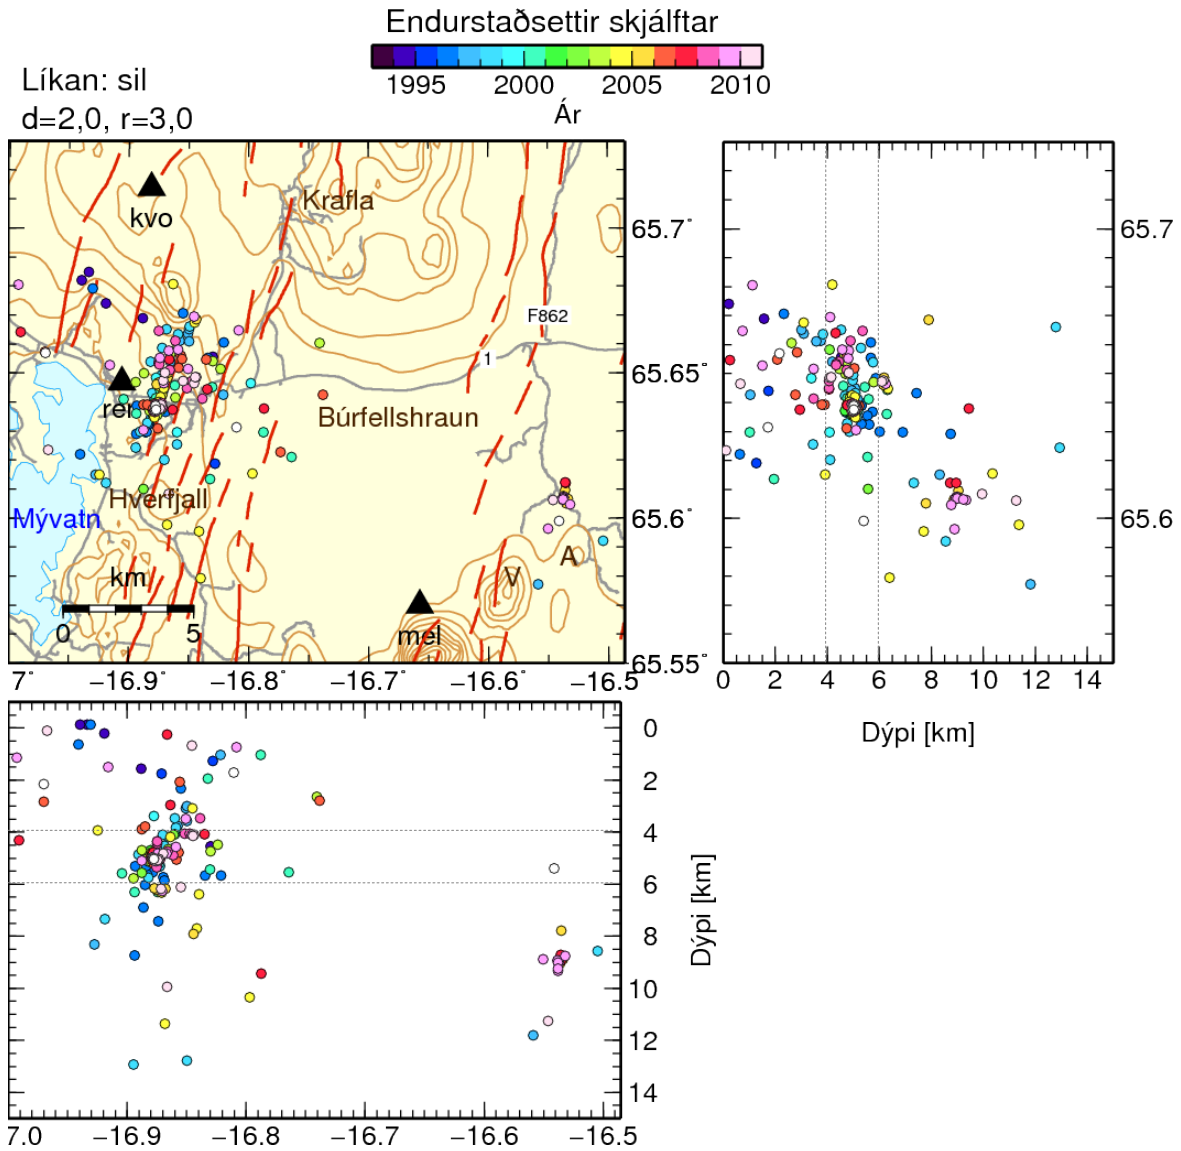 Endurstaðsettir skjálftar
1995 2000 2005 2010
Ár
Líkan: sil
d=2,0, r=3,0
kvo
Krafla
F862
1
Búrfellshraun
Hverfjall
Mývatn
km
0 5
V
A
mel
65.7°
65.65°
65.6°
65.55°
7° −16.9° −16.8° −16.7° −16.6° −16.5
65.7
65.6
0 2 4 6 8 10 12 14
Dýpi [km]
0
2
4
6
8
10
12
14
Dýpi [km]
7.0 −16.9 −16.8 −16.7 −16.6 −16.5